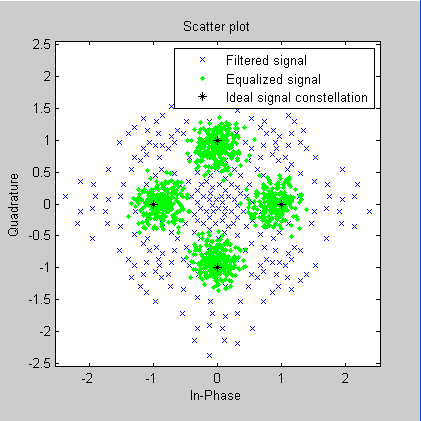 Scatter plot
Filtered signal
Equalized signal
Ideal signal constellation
2.5
2
1.5
1
0.5
0
-0.5
-1
-1.5
-2
-2.5
Quadrature
-2 -1 0 1 2
In-Phase